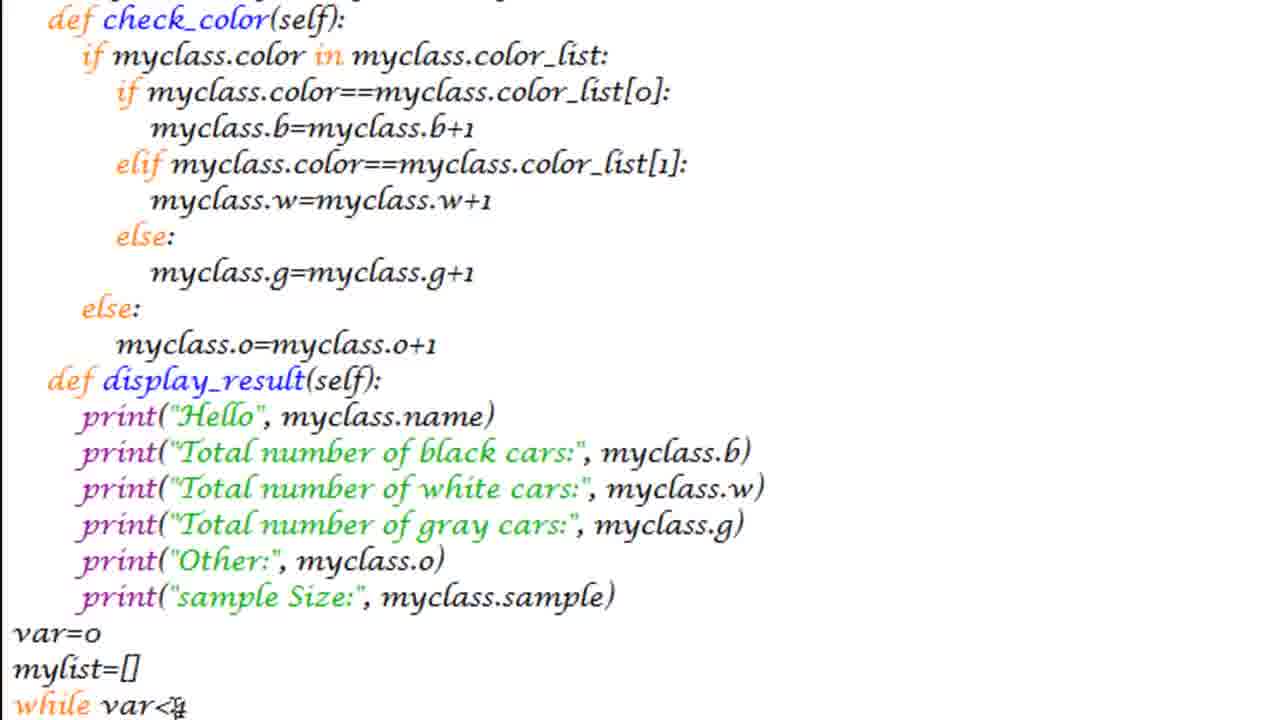 def check_color(self):
if myclass.color in myclass.color_list:
if myclass.color==myclass.color_list[0]:
myclass.b=myclass.b+1
elif myclass.color==myclass.color_list[1]:
myclass.w=myclass.w+1
else:
myclass.g=myclass.g+1
else:
myclass.o=myclass.o+1
def display_result(self):
print("Hello", myclass.name)
print("Total number of black cars:", myclass.b)
print("Total number of white cars:", myclass.w)
print("Total number of gray cars:", myclass.g)
print("Other:", myclass.o)
print("sample Size:", myclass.sample)
var=0
mylist=[]
while